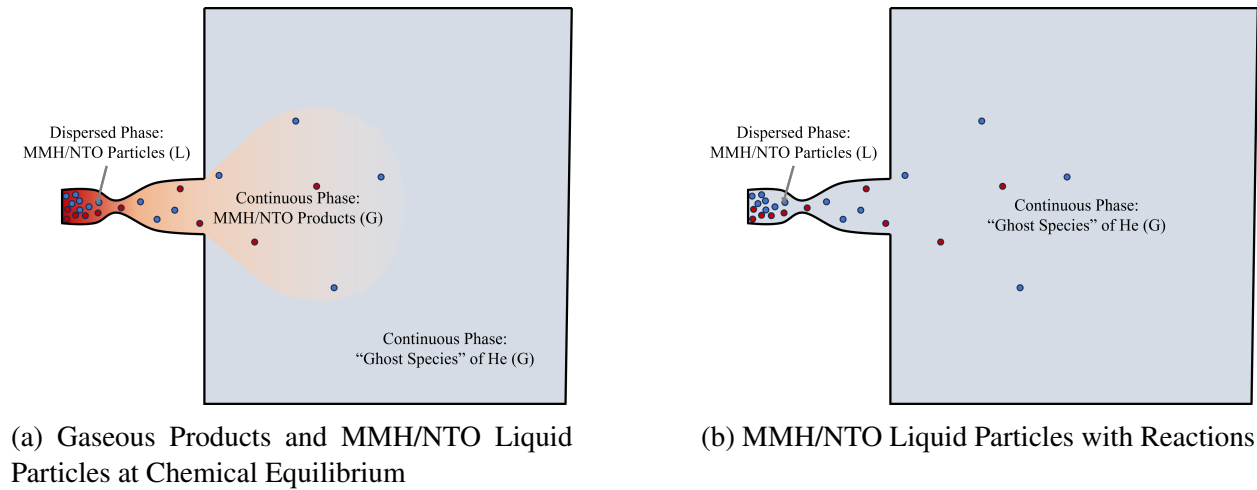 Dispersed Phase:
MMH/NTO Particles (L)
Continuous Phase:
MMH/NTO Products (G)
Continuous Phase:
“Ghost Species” of He (G)
(a) Gaseous Products and MMH/NTO Liquid
Particles at Chemical Equilibrium
Dispersed Phase:
MMH/NTO Particles (L)
Continuous Phase:
“Ghost Species” of He (G)
(b) MMH/NTO Liquid Particles with Reactions